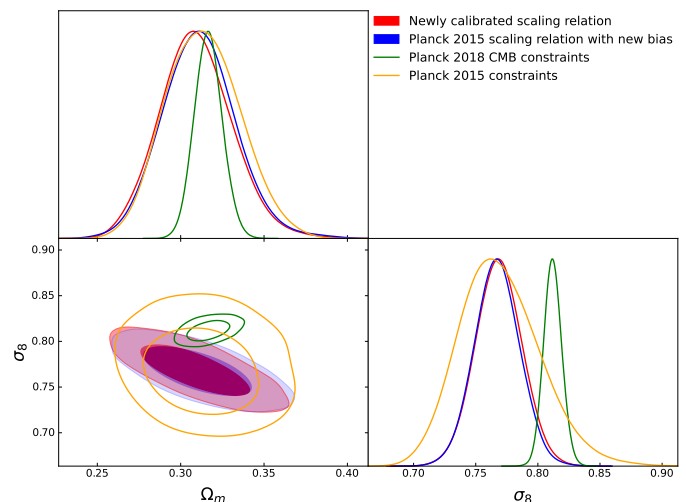 Newly calibrated scaling relation
Planck 2015 scaling relation with new bias
Planck 2018 CMB constraints
Planck 2015 constraints
0.90
0.85
0.80
0.75
0.70
σ8
0.25 0.30 0.35 0.40
Ωm
0.70 0.75 0.80 0.85 0.90
σ8